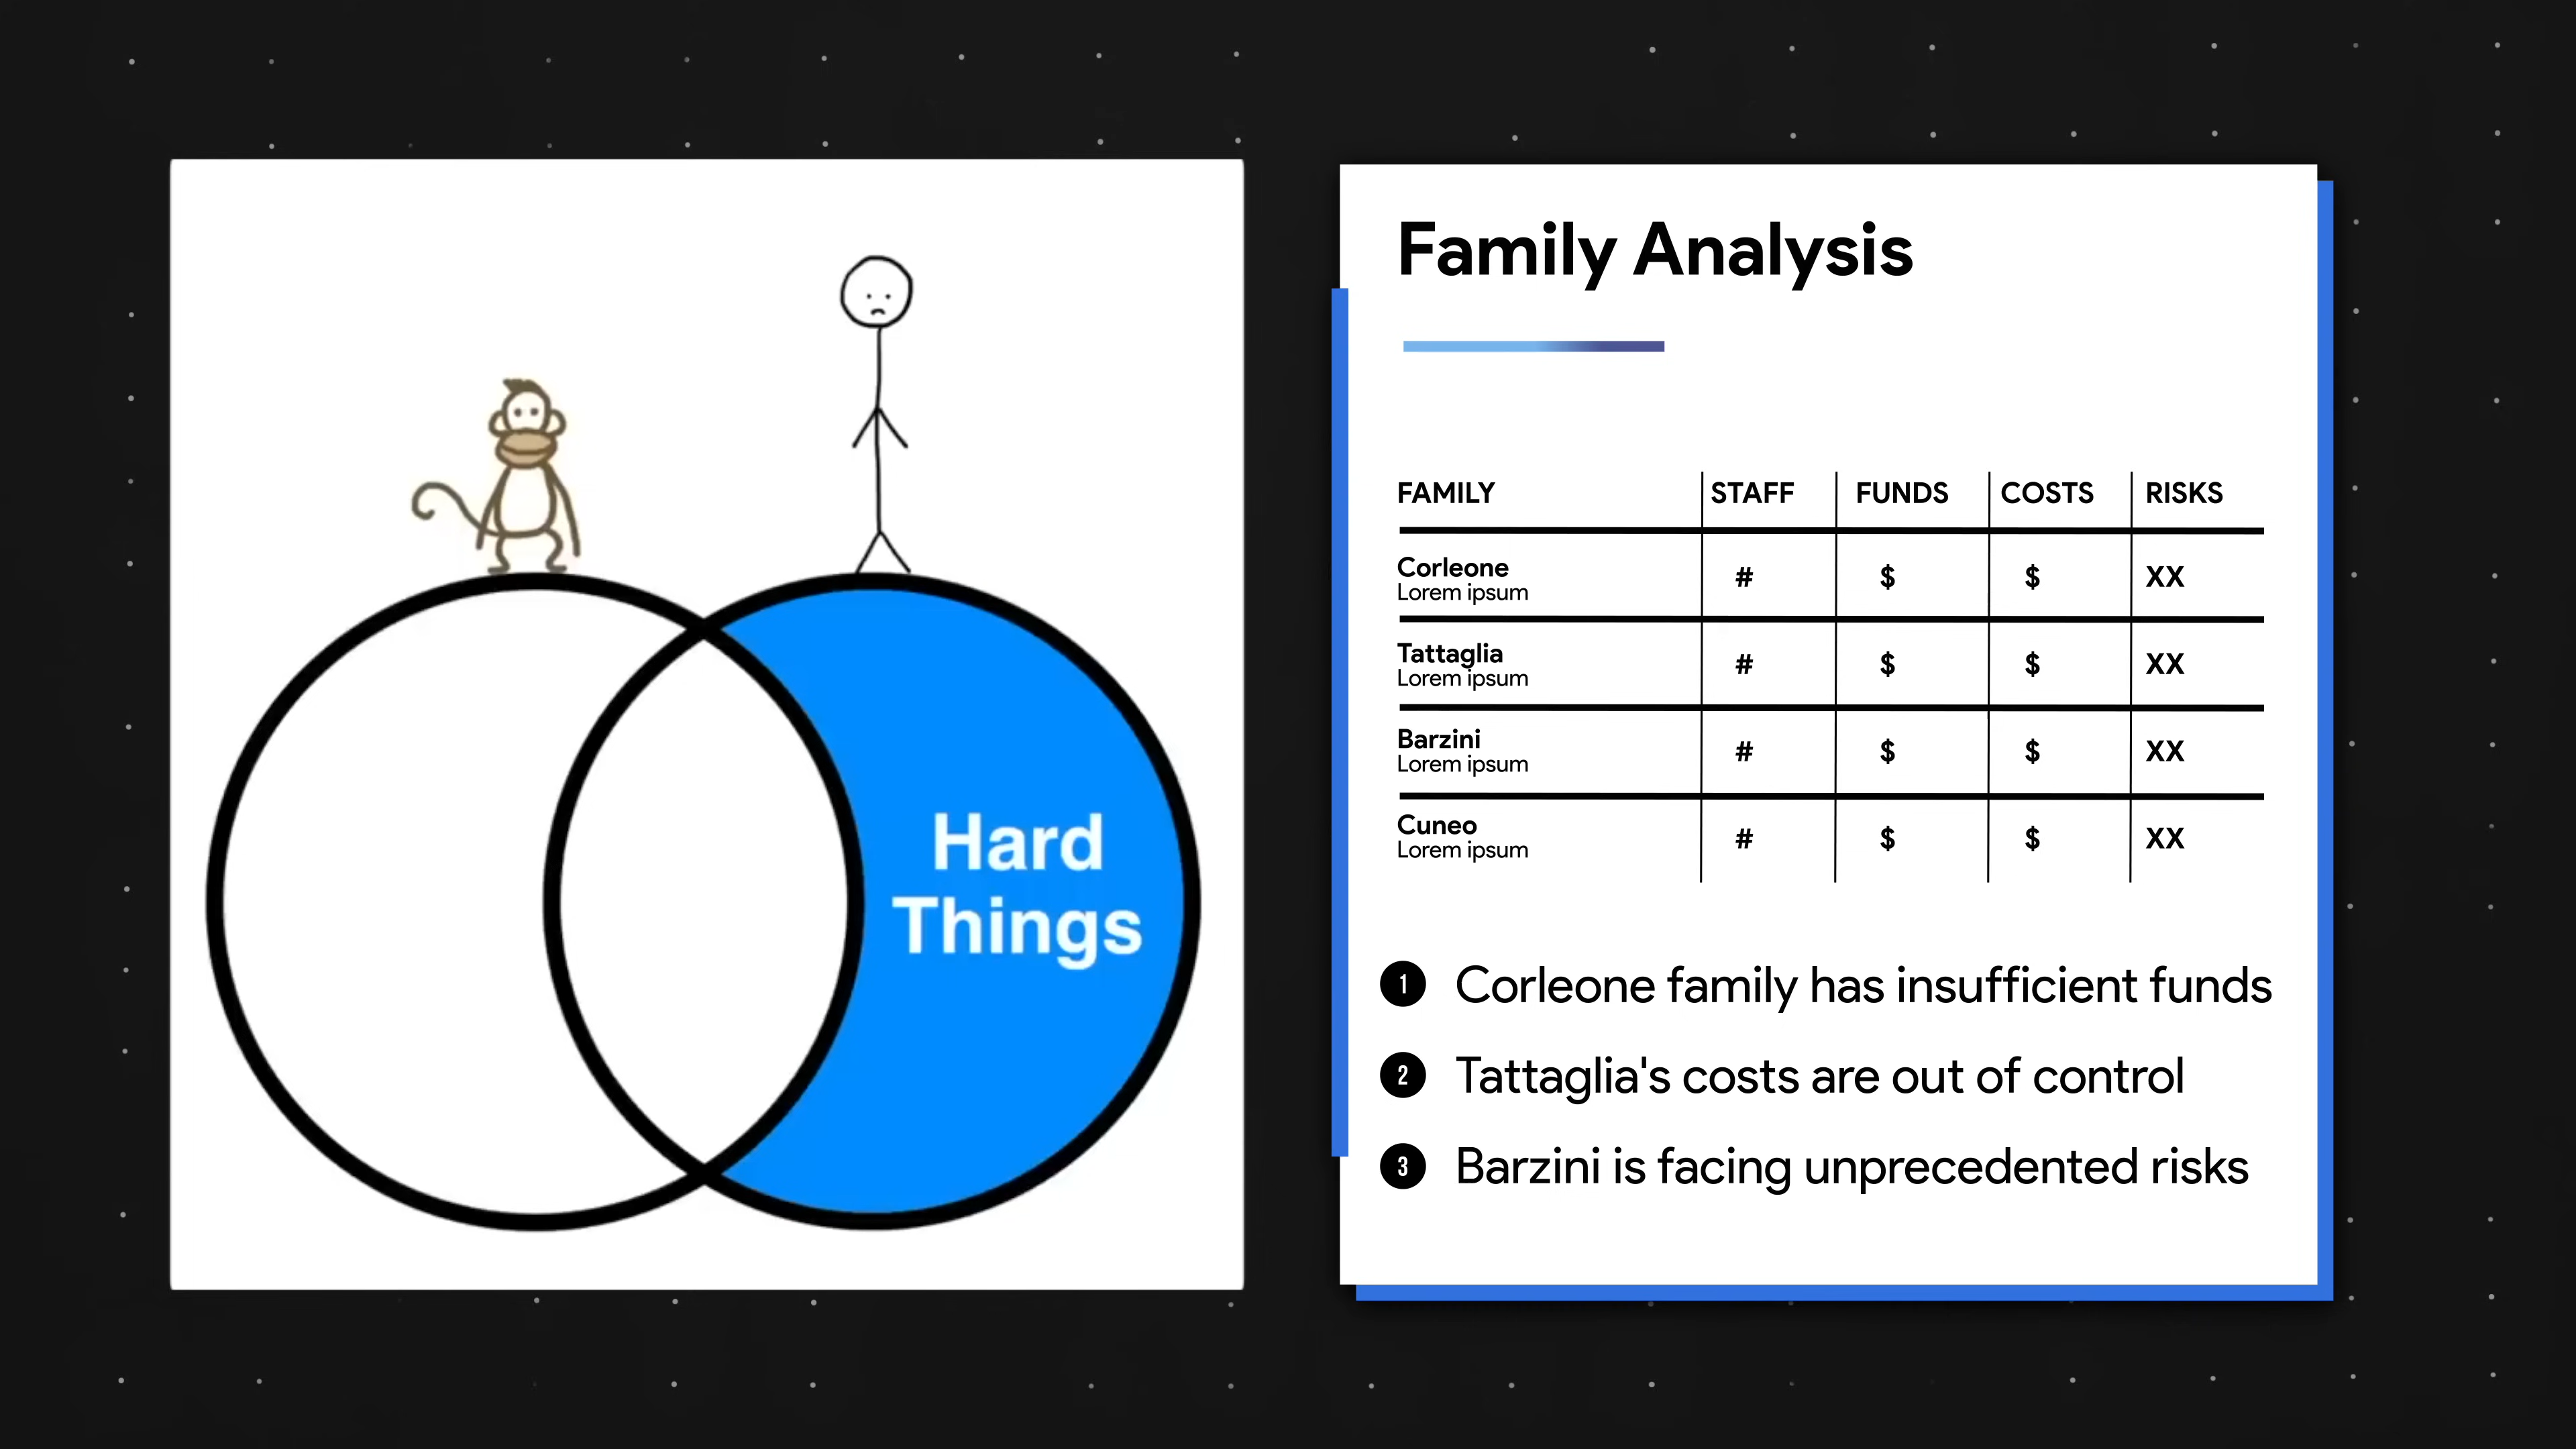 Hard
Things
Family Analysis
FAMILY STAFF FUNDS COSTS RISKS
Corleone # $ $ XX
Lorem ipsum
Tattaglia # $ $ XX
Lorem ipsum
Barzini # $ $ XX
Lorem ipsum
Cuneo # $ $ XX
Lorem ipsum
1 Corleone family has insufficient funds
2 Tattaglia's costs are out of control
3 Barzini is facing unprecedented risks